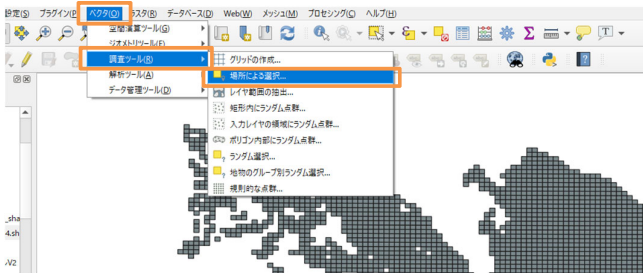 設定(S) プラグイン(P) ベクタ(O) ラスタ(R) データベース(D) Web(W) メッシュ(M) プロセシング(C) ヘルプ(H)
空間演算ツール(G)
ジオメトリツール(E)
調査ツール(R)
解析ツール(A)
データ管理ツール(D)
グリッドの作成...
場所による選択...
レイヤ範囲の抽出...
矩形内にランダム点群...
入力レイヤの領域にランダム点群...
ポリゴン内部にランダム点群...
ランダム選択...
地物のグループ別ランダム選択...
規則的な点群...
_sha
4.sh
-V2